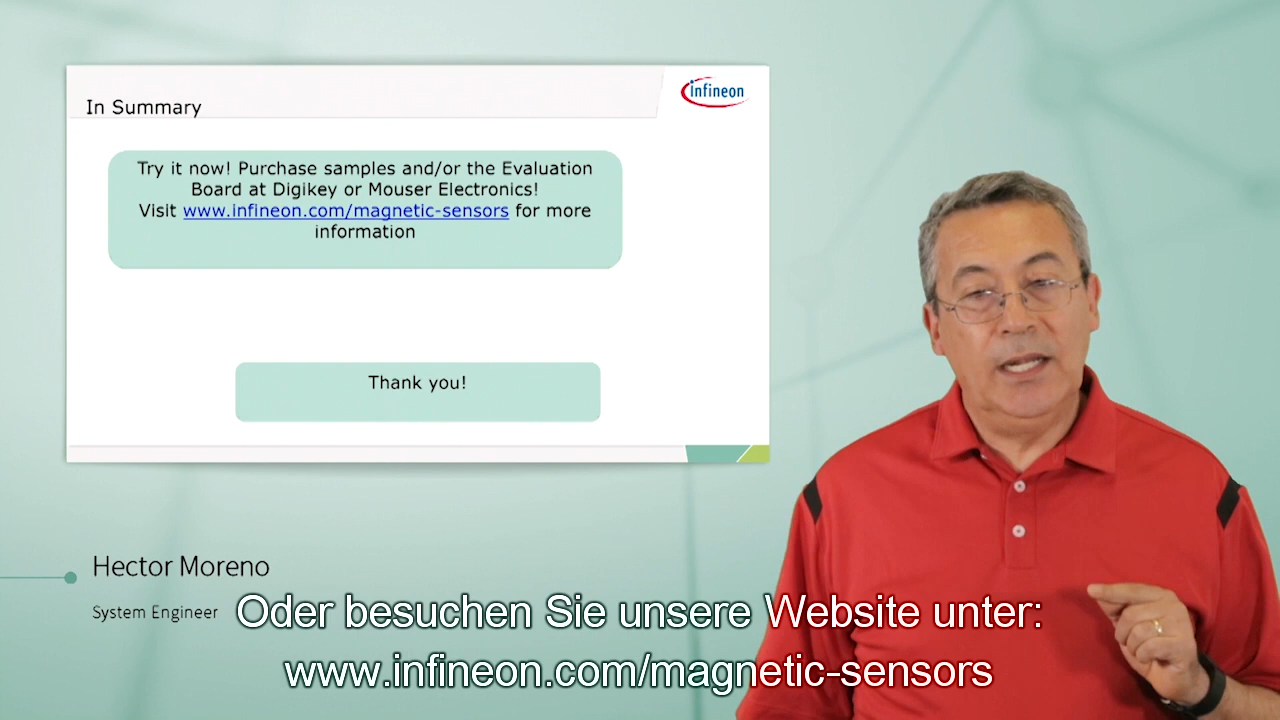 infineon
In Summary
Try it now! Purchase samples and/or the Evaluation
Board at Digikey or Mouser Electronics!
Visit www.infineon.com/magnetic-sensors for more
information
Thank you!
Hector Moreno
System Engineer
Oder besuchen Sie unsere Website unter:
www.infineon.com/magnetic-sensors